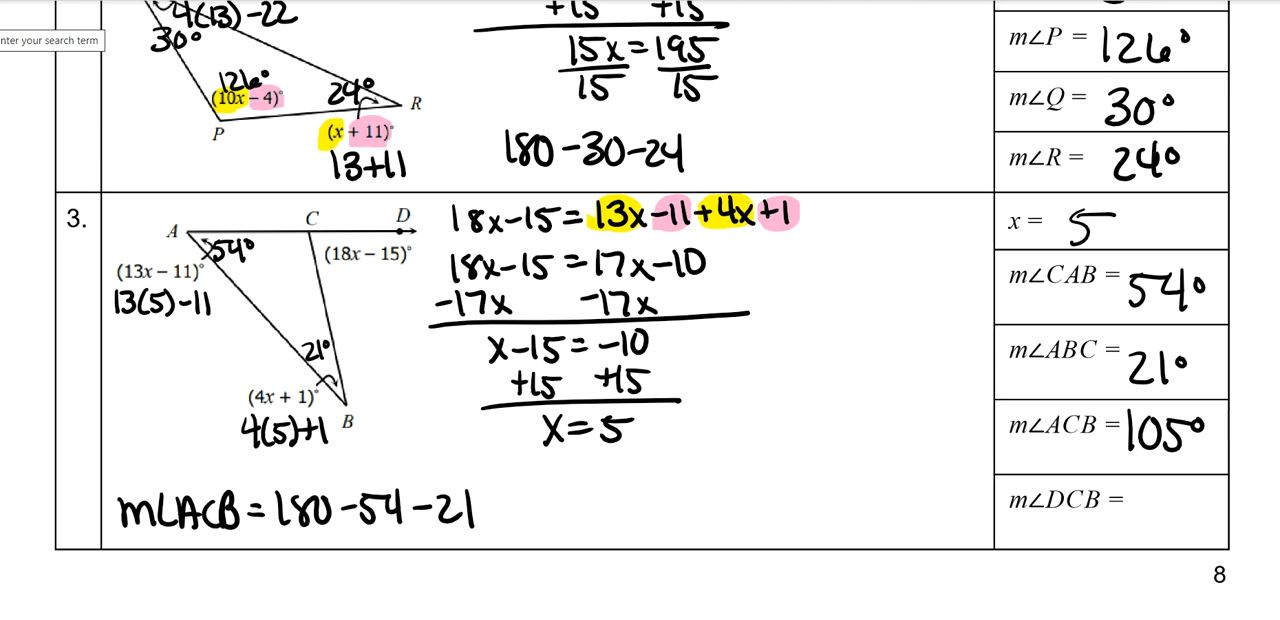 4(13)-22
+15 +15
nter your search term
30°
15x = 195
15 15
m∠P = 126°
126°
(10x – 4)°
24°
R
P
(x + 11)°
13+11
m∠Q = 30°
180-30-24
m∠R = 24°
3.
A C D
54°
(18x – 15)°
(13x – 11)°
13(5)-11
21°
(4x + 1)°
4(5)+1
B
18x-15 = 13x-11+4x+1
18x-15 = 17x-10
-17x -17x
x-15 = -10
+15 +15
x = 5
m∠ACB = 180-54-21
x = 5
m∠CAB = 54°
m∠ABC = 21°
m∠ACB = 105°
m∠DCB =
8